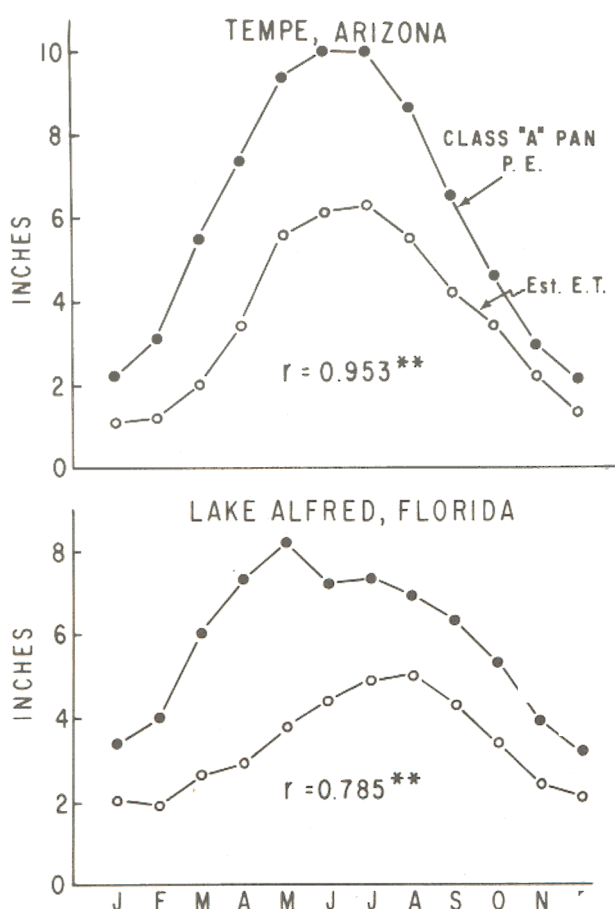 TEMPE, ARIZONA
10
8
6
4
2
0
INCHES
CLASS "A" PAN
P. E.
Est. E.T.
r = 0.953**
LAKE ALFRED, FLORIDA
8
6
4
2
0
INCHES
r = 0.785**
J F M A M J J A S O N